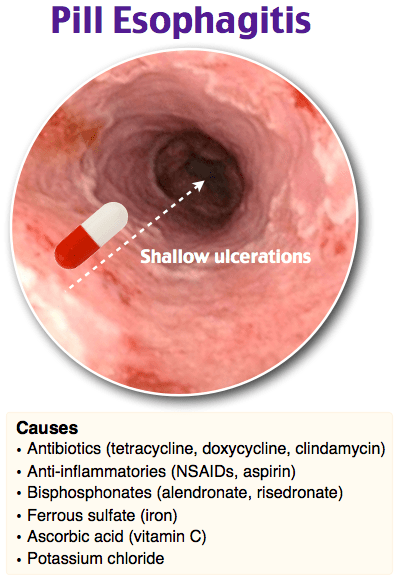 Pill Esophagitis
Shallow ulcerations
Causes
• Antibiotics (tetracycline, doxycycline, clindamycin)
• Anti-inflammatories (NSAIDs, aspirin)
• Bisphosphonates (alendronate, risedronate)
• Ferrous sulfate (iron)
• Ascorbic acid (vitamin C)
• Potassium chloride